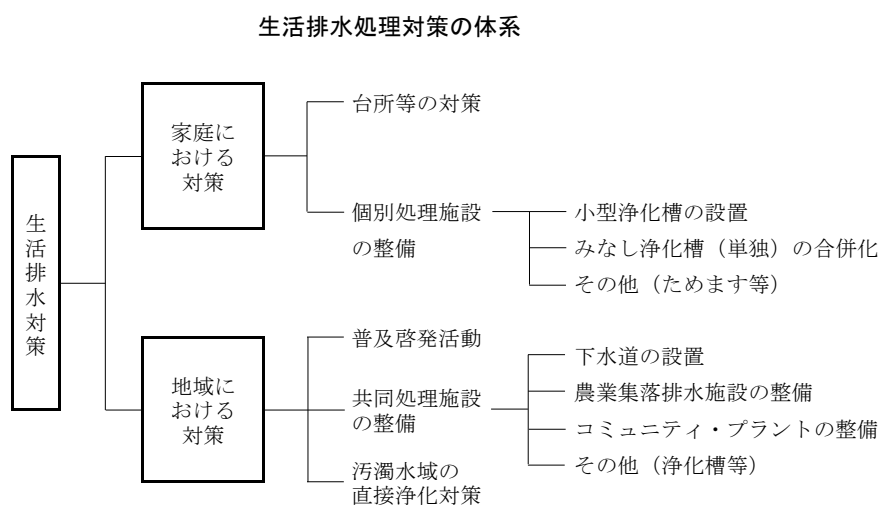 生活排水処理対策の体系
生活排水対策
家庭に
おける
対策
台所等の対策
個別処理施設
の整備
小型浄化槽の設置
みなし浄化槽（単独）の合併化
その他（ためます等）
地域に
おける
対策
普及啓発活動
共同処理施設
の整備
汚濁水域の
直接浄化対策
下水道の設置
農業集落排水施設の整備
コミュニティ・プラントの整備
その他（浄化槽等）